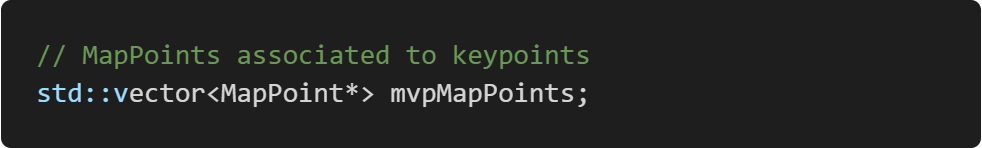 // MapPoints associated to keypoints
std::vector<MapPoint*> mvpMapPoints;